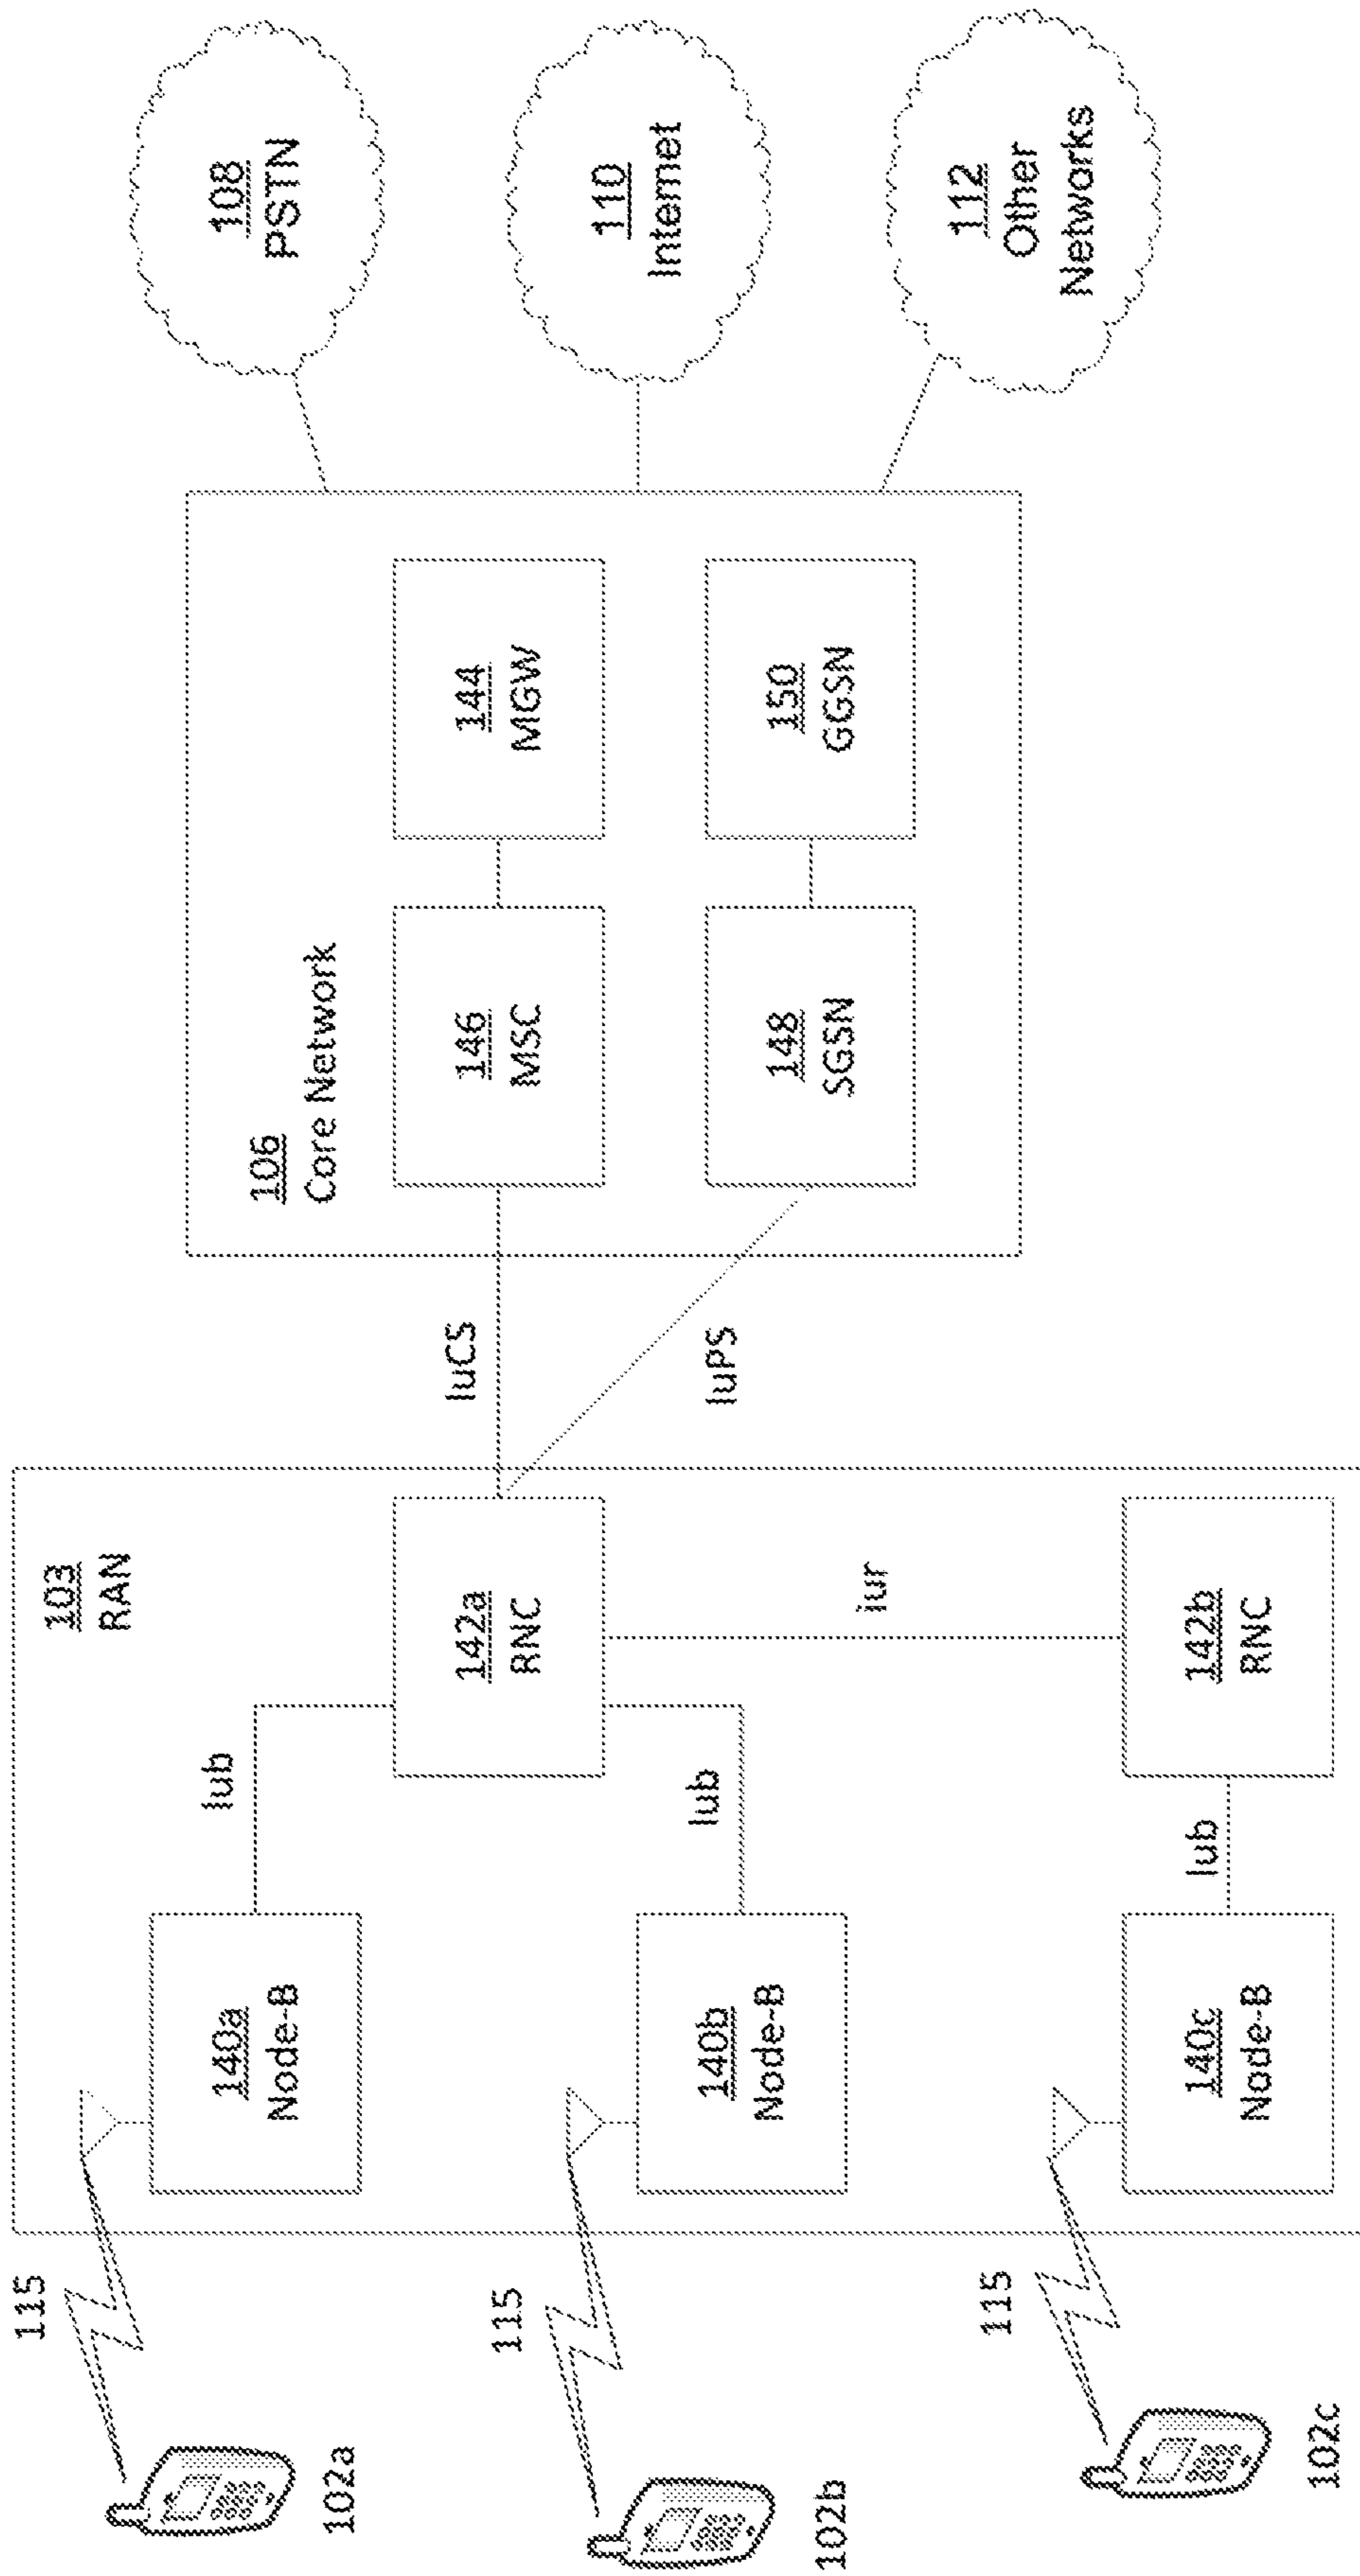 115
102a
115
102b
115
102c
103
RAN
140a
Node-B
140b
Node-B
140c
Node-B
Iub
Iub
Iub
142a
RNC
iur
142b
RNC
IuCS
IuPS
106
Core Network
146
MSC
144
MGW
148
SGSN
150
GGSN
108
PSTN
110
Internet
112
Other
Networks